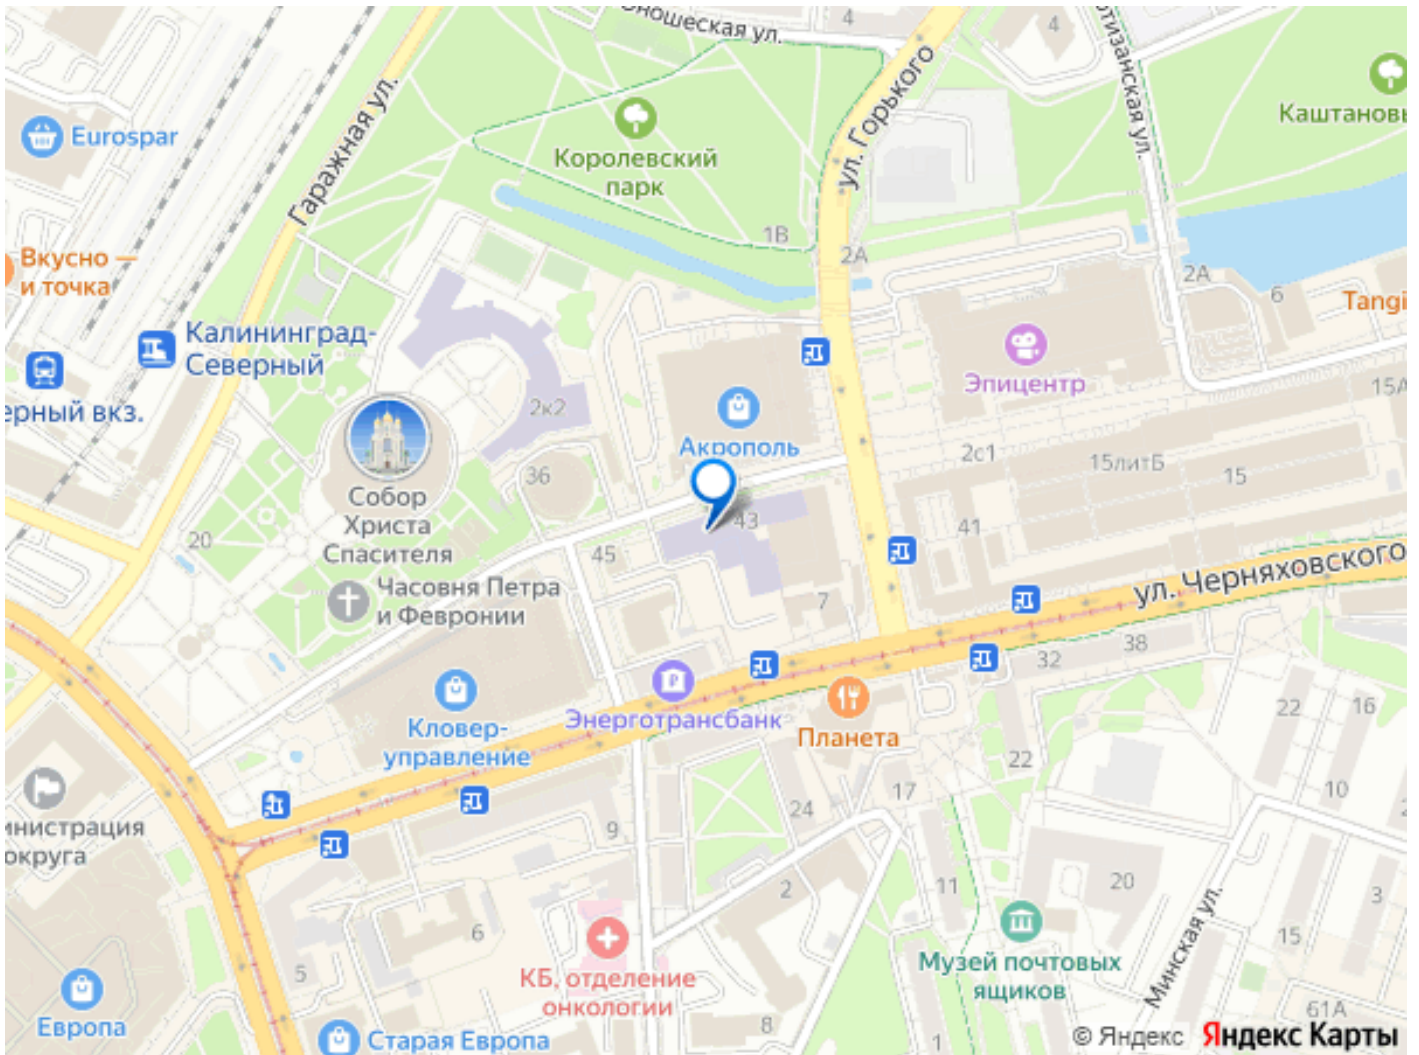 Юношеская ул.
4
ул. Горького
4
Eurospar
Гаражная ул.
Королевский
парк
Каштановы
Вкусно —
и точка
1В
2А
2А
6
Tangi
Калининград-
Северный
Эпицентр
ерный вкз.
2к2
Акрополь
15А
2с1
15литБ
15
36
43
41
Собор
Христа
Спасителя
20
45
ул. Черняховского
Часовня Петра
и Февронии
7
38
32
Энерготрансбанк
Планета
Кловер-
управление
22
16
22
10
24
17
инистрация
округа
9
2
11
20
3
6
Минская ул.
15
КБ, отделение
онкологии
Музей почтовых
ящиков
5
61А
Европа
8
Старая Европа
1
© Яндекс Яндекс Карты